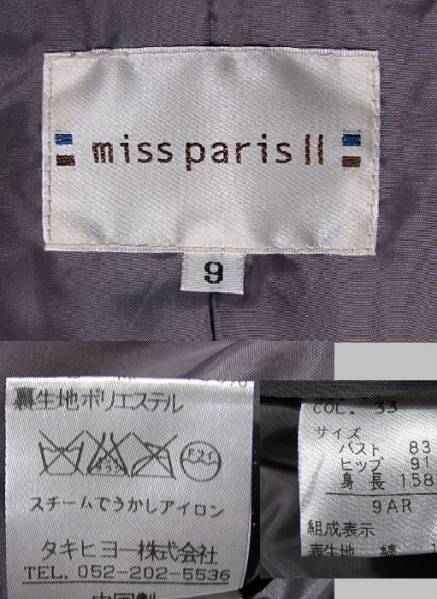 miss paris II
9
裏生地ポリエステル
スチームでうかしアイロン
タキヒヨー株式会社
TEL. 052-202-5536
中国製
COL. 33
サイズ
バスト 83
ヒップ 91
身長 158
9AR
組成表示
表生地 綿